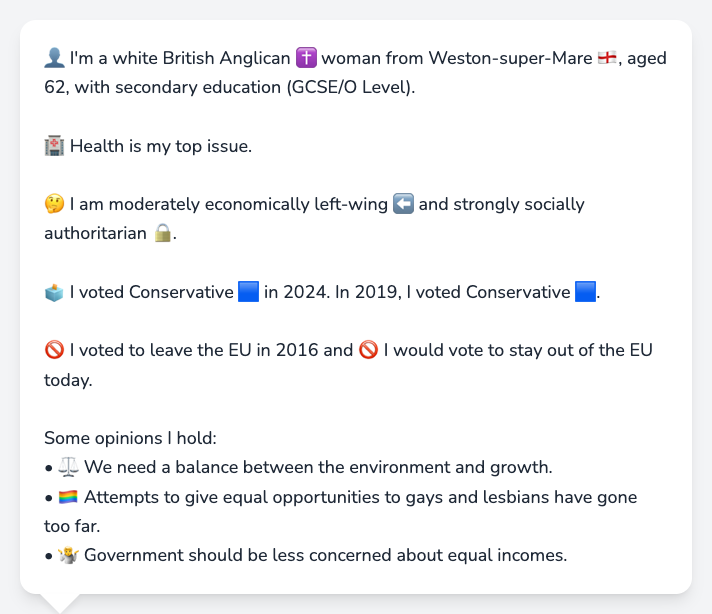 👤 I'm a white British Anglican ✝️ woman from Weston-super-Mare 🏴󠁧󠁢󠁥󠁮󠁧󠁿, aged
62, with secondary education (GCSE/O Level).
🏥 Health is my top issue.
🤔 I am moderately economically left-wing ⬅️ and strongly socially
authoritarian 🔒.
🗳️ I voted Conservative 🟦 in 2024. In 2019, I voted Conservative 🟦.
🚫 I voted to leave the EU in 2016 and 🚫 I would vote to stay out of the EU
today.
Some opinions I hold:
• ⚖️ We need a balance between the environment and growth.
• 🏳️‍🌈 Attempts to give equal opportunities to gays and lesbians have gone
too far.
• 🤷 Government should be less concerned about equal incomes.